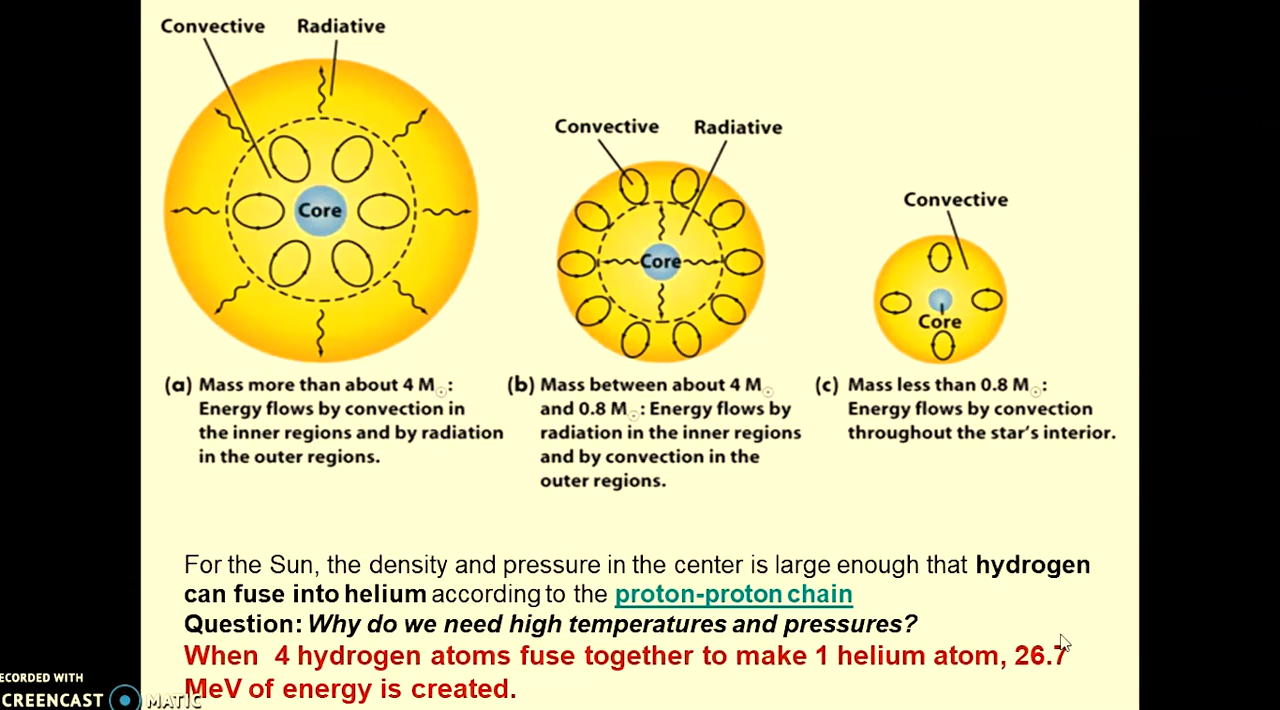 Convective Radiative
Convective Radiative
Convective
Core
Core
Core
(a) Mass more than about 4 M☉:
Energy flows by convection in
the inner regions and by radiation
in the outer regions.
(b) Mass between about 4 M☉
and 0.8 M☉: Energy flows by
radiation in the inner regions
and by convection in the
outer regions.
(c) Mass less than 0.8 M☉:
Energy flows by convection
throughout the star's interior.
For the Sun, the density and pressure in the center is large enough that hydrogen
can fuse into helium according to the proton-proton chain
Question: Why do we need high temperatures and pressures?
When 4 hydrogen atoms fuse together to make 1 helium atom, 26.7
MeV of energy is created.
ECORDED WITH
CREENCAST MATIC